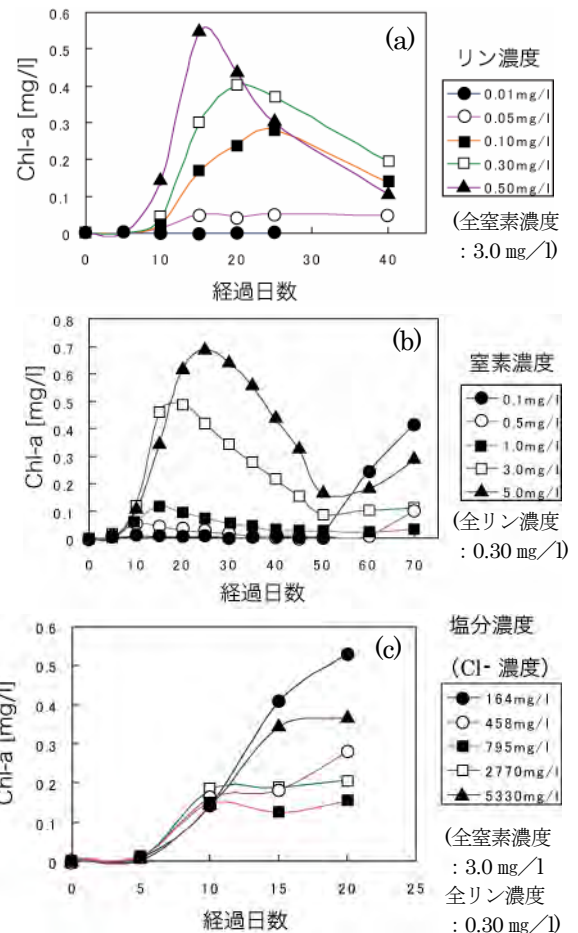 (a)
Chl-a [mg/l]
0.6
0.5
0.4
0.3
0.2
0.1
0
0 10 20 30 40
経過日数
リン濃度
0.01mg/l
0.05mg/l
0.10mg/l
0.30mg/l
0.50mg/l
(全窒素濃度
:3.0 ㎎/l)
(b)
Chl-a [mg/l]
0.8
0.7
0.6
0.5
0.4
0.3
0.2
0.1
0
0 10 20 30 40 50 60 70
経過日数
窒素濃度
0.1mg/l
0.5mg/l
1.0mg/l
3.0mg/l
5.0mg/l
(全リン濃度
:0.30 ㎎/l)
(c)
Chl-a [mg/l]
0.6
0.5
0.4
0.3
0.2
0.1
0
0 5 10 15 20 25
経過日数
塩分濃度
(Cl- 濃度)
164mg/l
458mg/l
795mg/l
2770mg/l
5330mg/l
(全窒素濃度
:3.0 ㎎/l
全リン濃度
:0.30 ㎎/l)